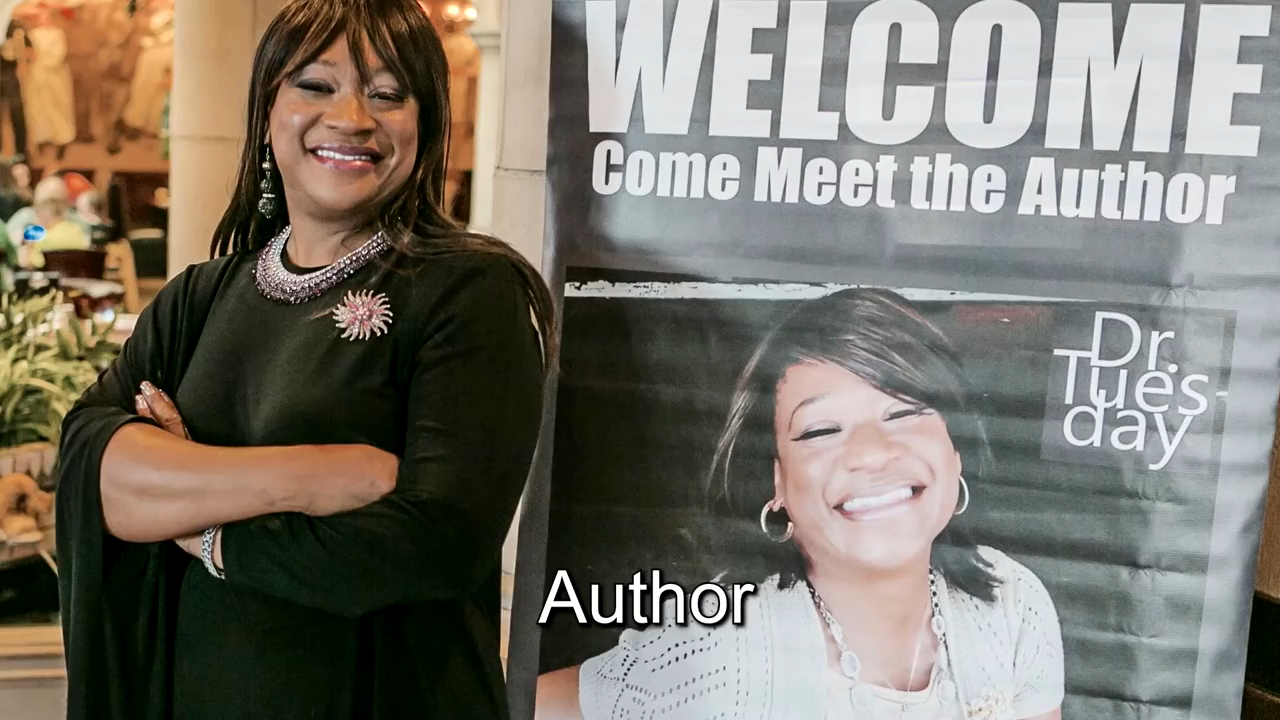 WELCOME
Come Meet the Author
Dr.
Tues-
day
Author